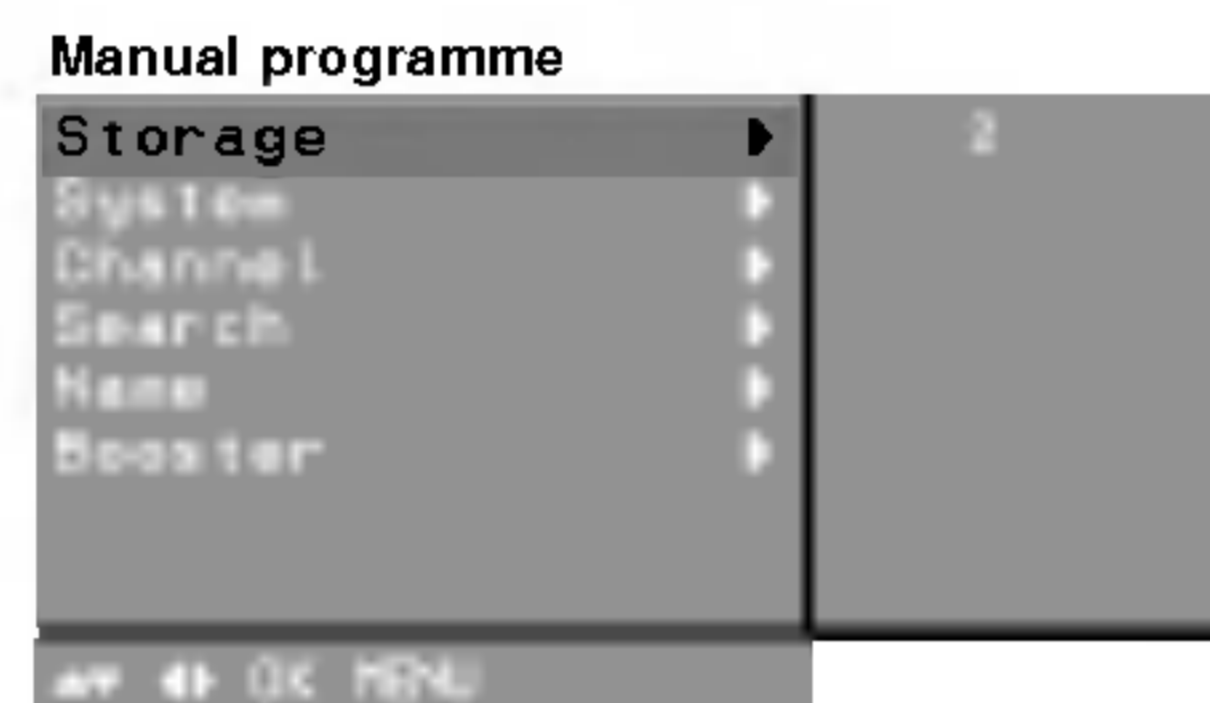 Manual programme
Storage 2
System
Channel
Search
Name
Booster
OK MENU